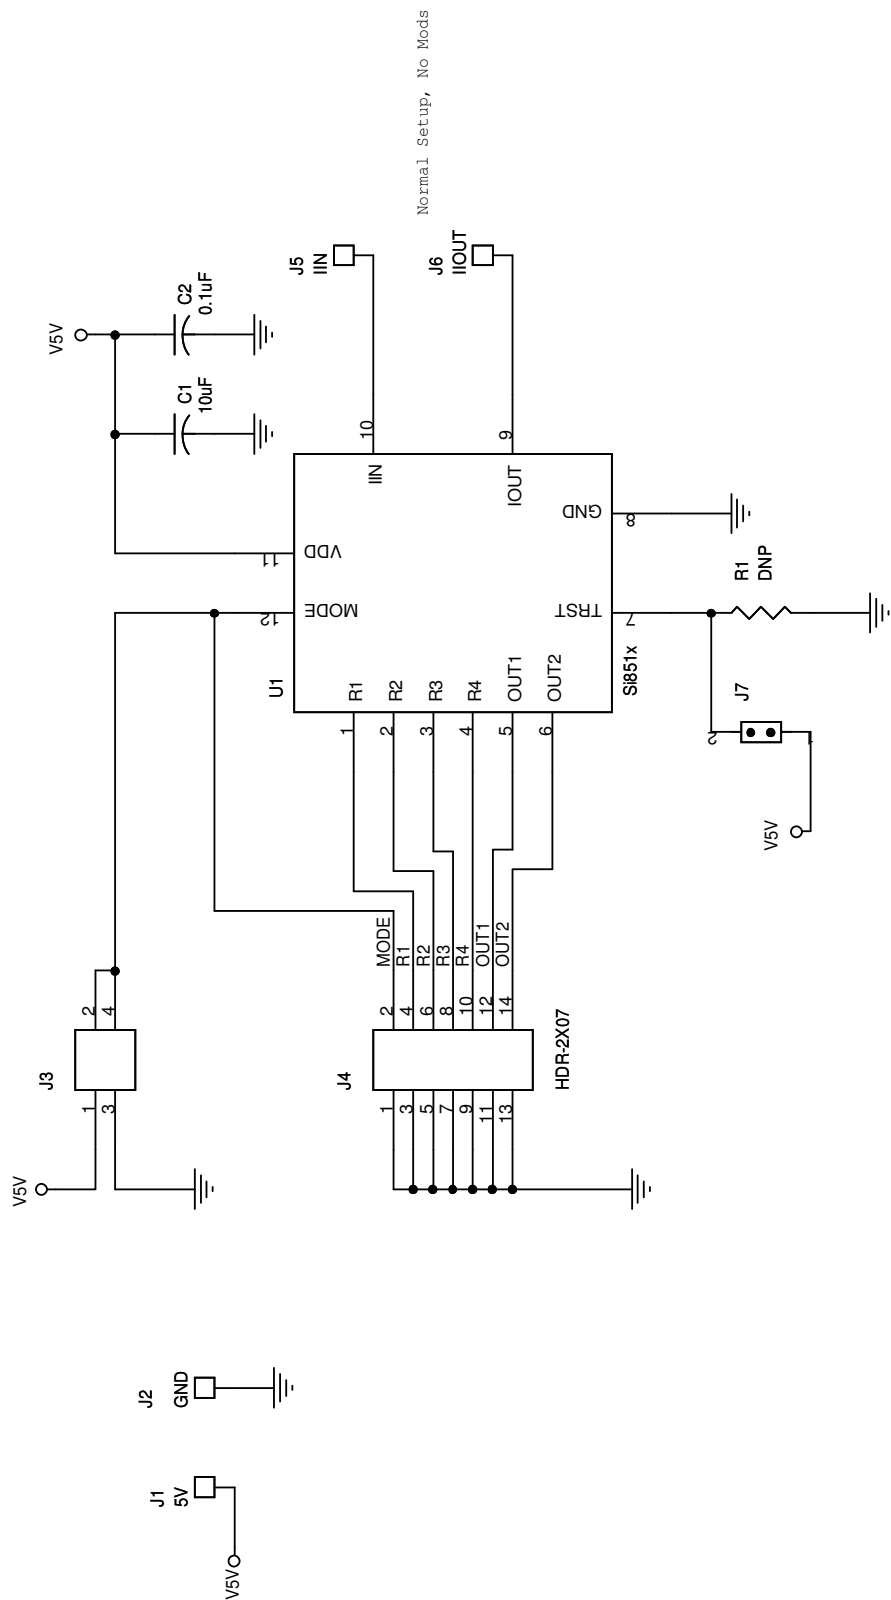 Normal Setup, No Mods
V5V
J1
5V
J2
GND
V5V
J3
1
3
2
4
J4
HDR-2X07
1
3
5
7
9
11
13
2
4
6
8
10
12
14
MODE
R1
R2
R3
R4
OUT1
OUT2
U1
Si851x
1
2
3
4
5
6
R1
R2
R3
R4
OUT1
OUT2
12
MODE
11
VDD
7
TRST
8
GND
10
IIN
9
IOUT
V5V
C1
10uF
C2
0.1uF
J5
IIN
J6
IIOUT
R1
DNP
J7
2
1
V5V